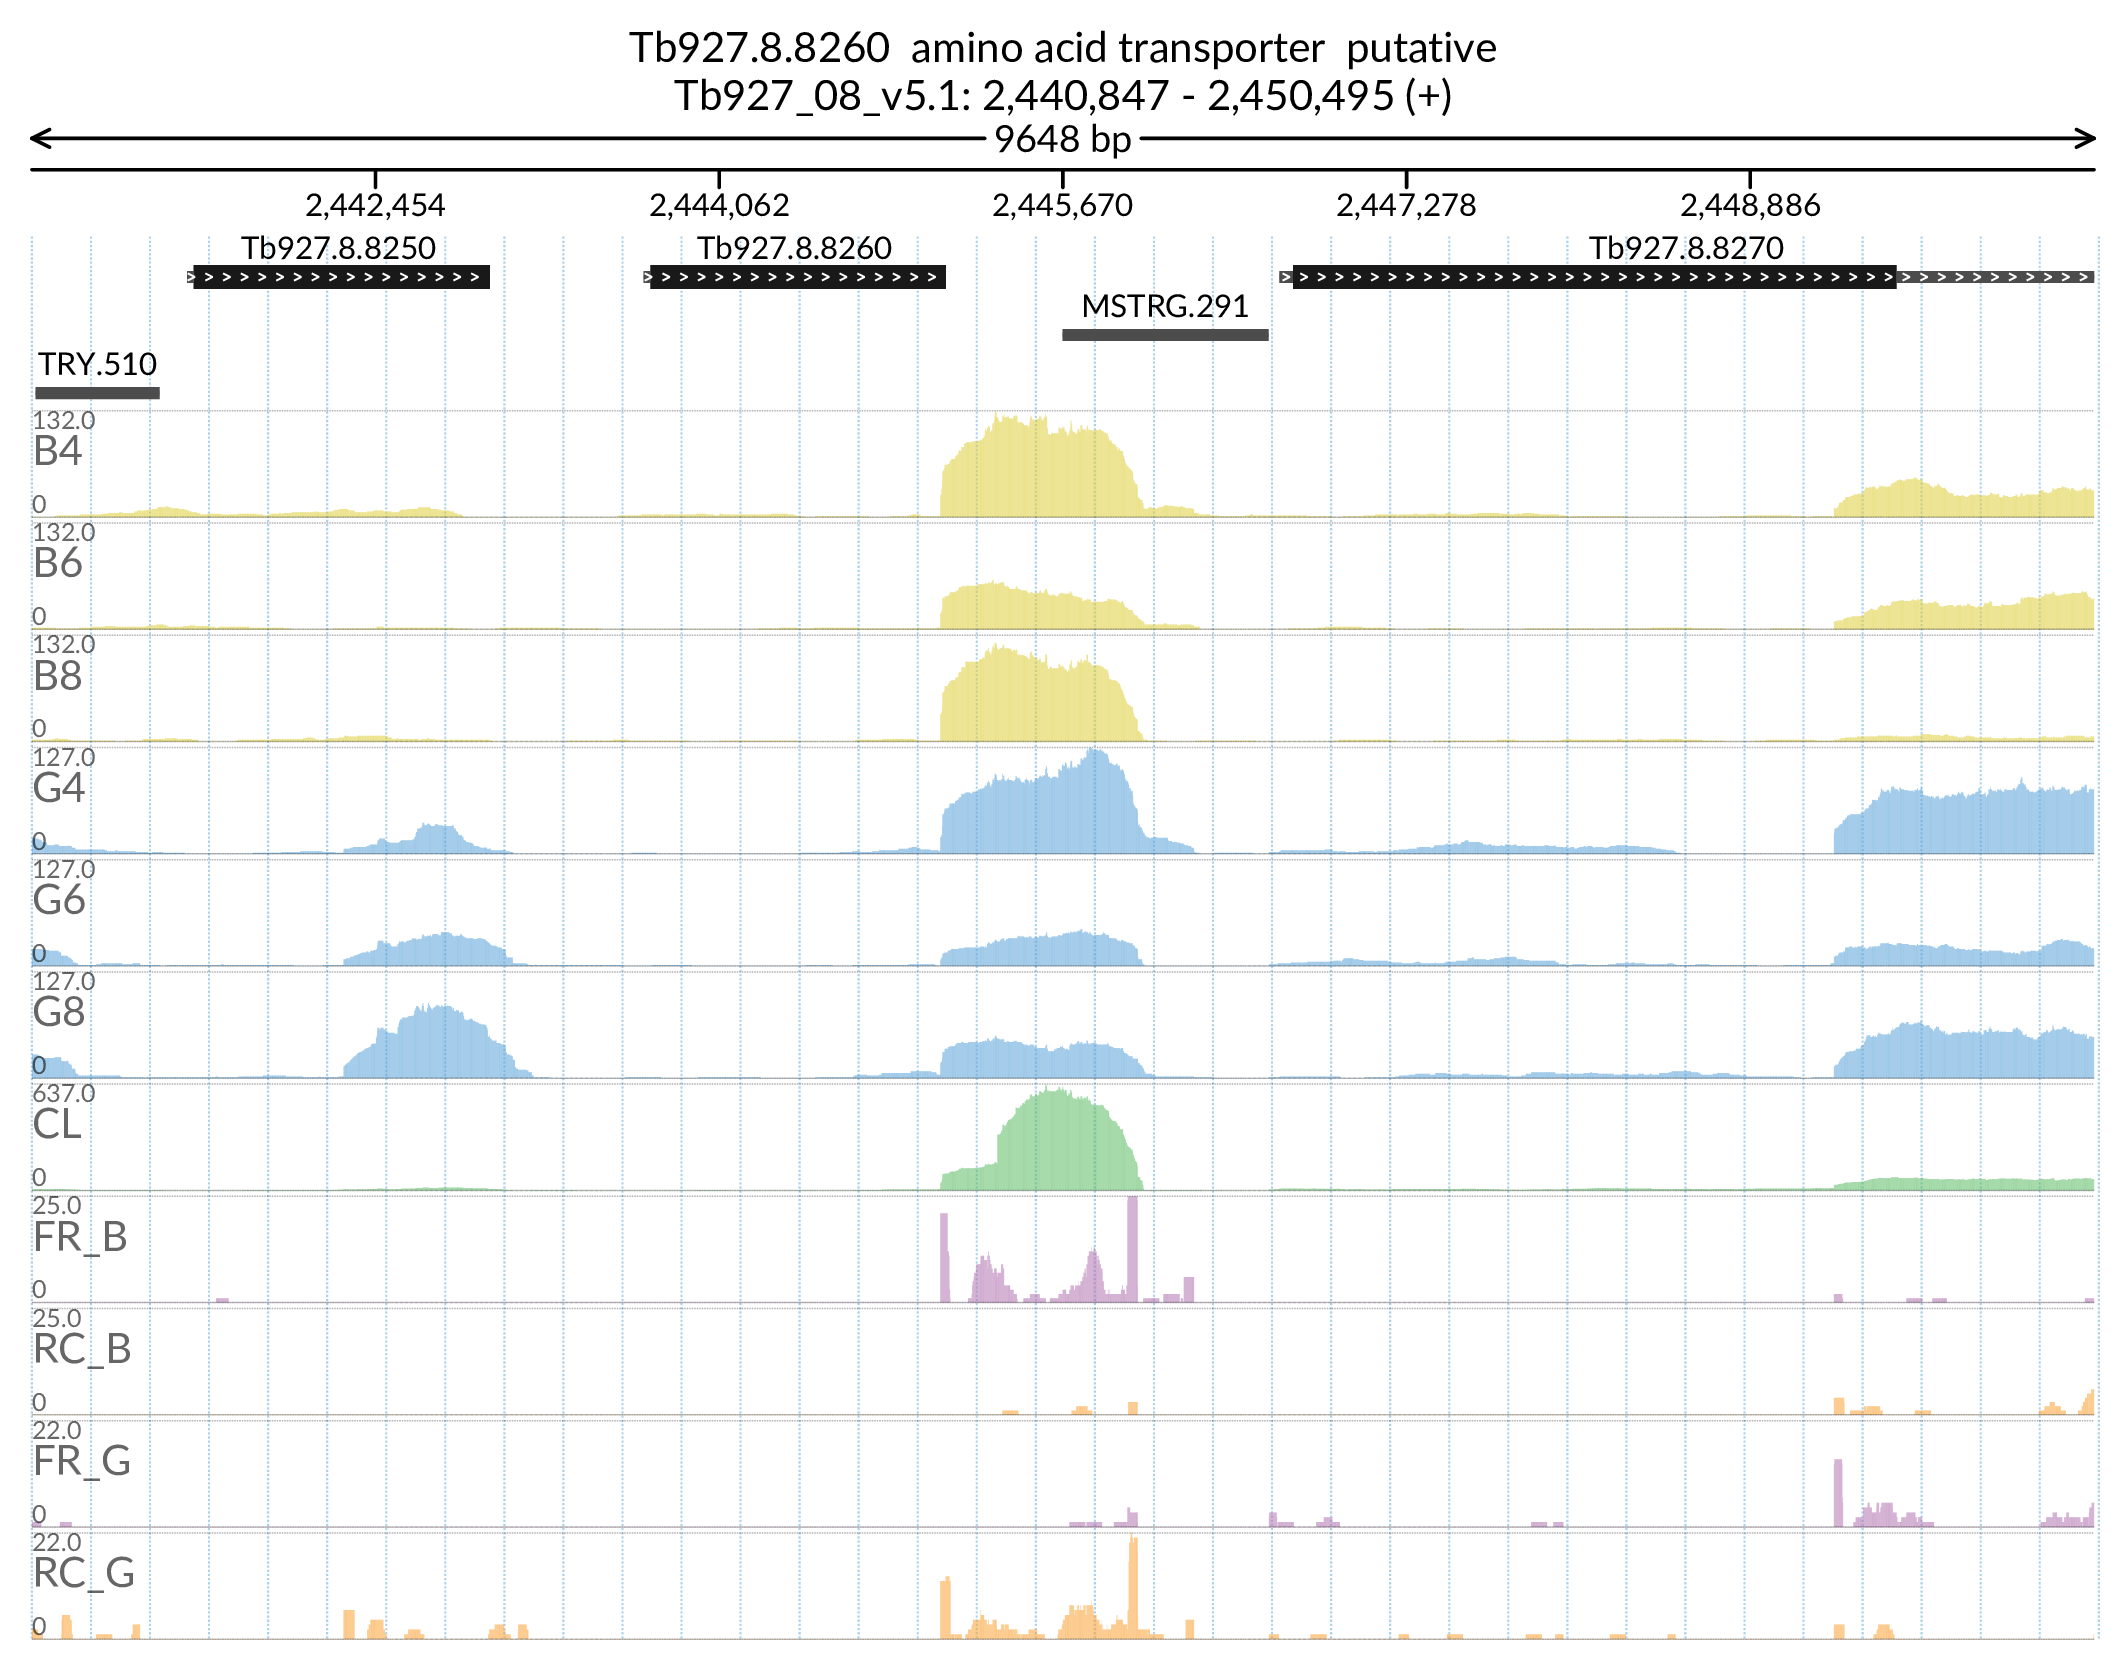 Tb927.8.8260 amino acid transporter putative
Tb927_08_v5.1: 2,440,847 - 2,450,495 (+)
9648 bp
2,442,454 2,444,062 2,445,670 2,447,278 2,448,886
Tb927.8.8250 Tb927.8.8260 Tb927.8.8270
MSTRG.291
TRY.510
132.0
B4
0
132.0
B6
0
132.0
B8
0
127.0
G4
0
127.0
G6
0
127.0
G8
0
637.0
CL
0
25.0
FR_B
0
25.0
RC_B
0
22.0
FR_G
0
22.0
RC_G
0